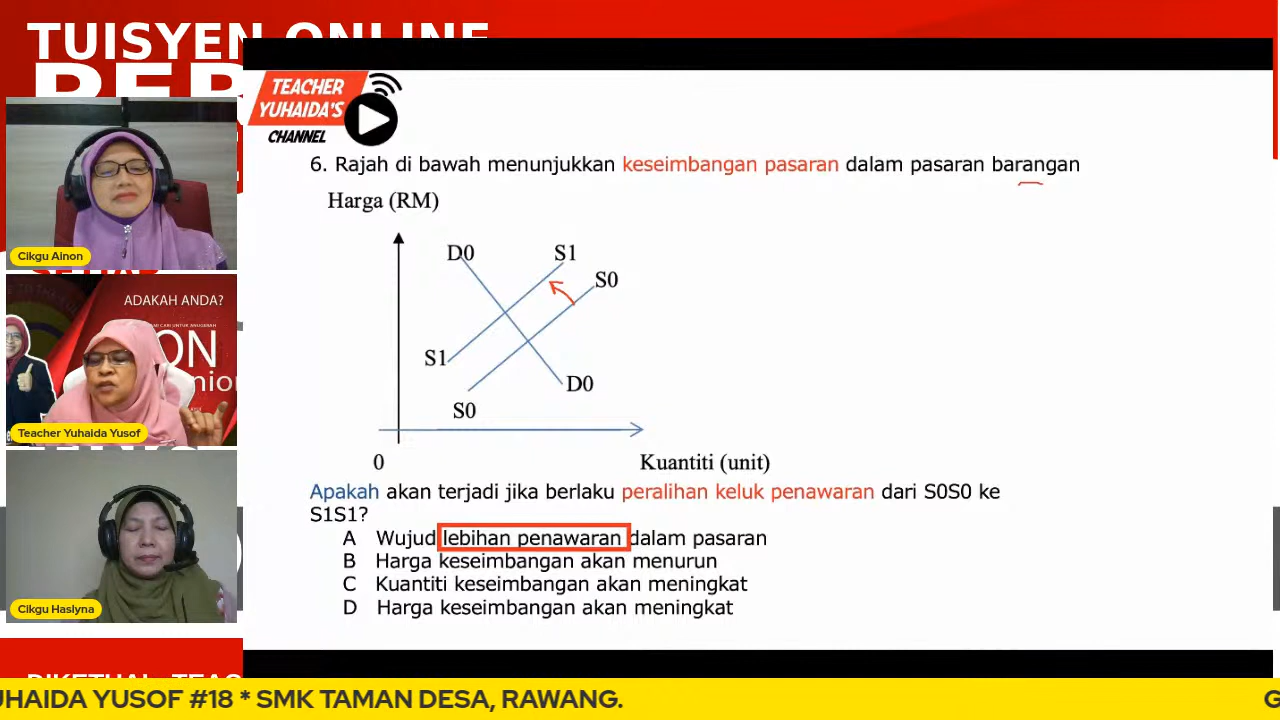 TUISYEN ONLINE
TEACHER
YUHAIDA'S
CHANNEL
6. Rajah di bawah menunjukkan keseimbangan pasaran dalam pasaran barangan
Harga (RM)
D0
S1
S0
S1
D0
S0
0
Kuantiti (unit)
Apakah akan terjadi jika berlaku peralihan keluk penawaran dari S0S0 ke
S1S1?
A Wujud lebihan penawaran dalam pasaran
B Harga keseimbangan akan menurun
C Kuantiti keseimbangan akan meningkat
D Harga keseimbangan akan meningkat
Cikgu Ainon
ADAKAH ANDA?
Teacher Yuhaida Yusof
Cikgu Haslyna
UHAIDA YUSOF #18 * SMK TAMAN DESA, RAWANG.